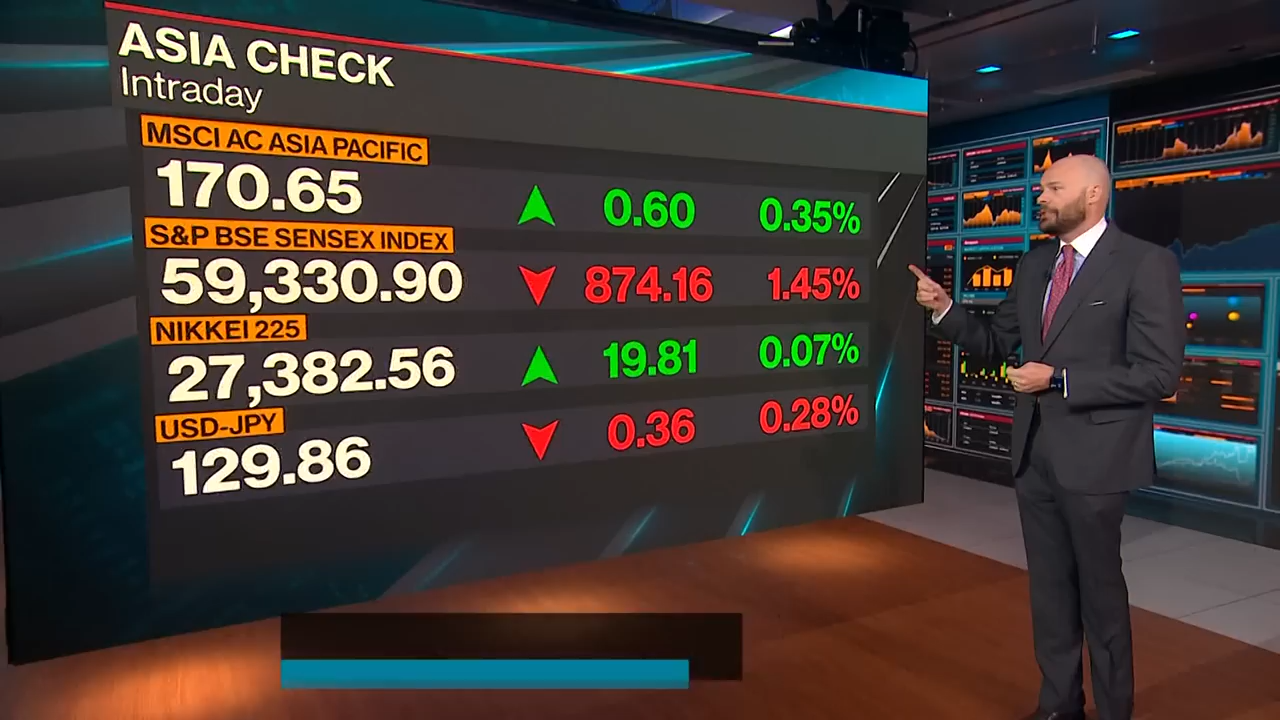 ASIA CHECK
Intraday
MSCI AC ASIA PACIFIC
170.65 0.60 0.35%
S&P BSE SENSEX INDEX
59,330.90 874.16 1.45%
NIKKEI 225
27,382.56 19.81 0.07%
USD-JPY
129.86 0.36 0.28%